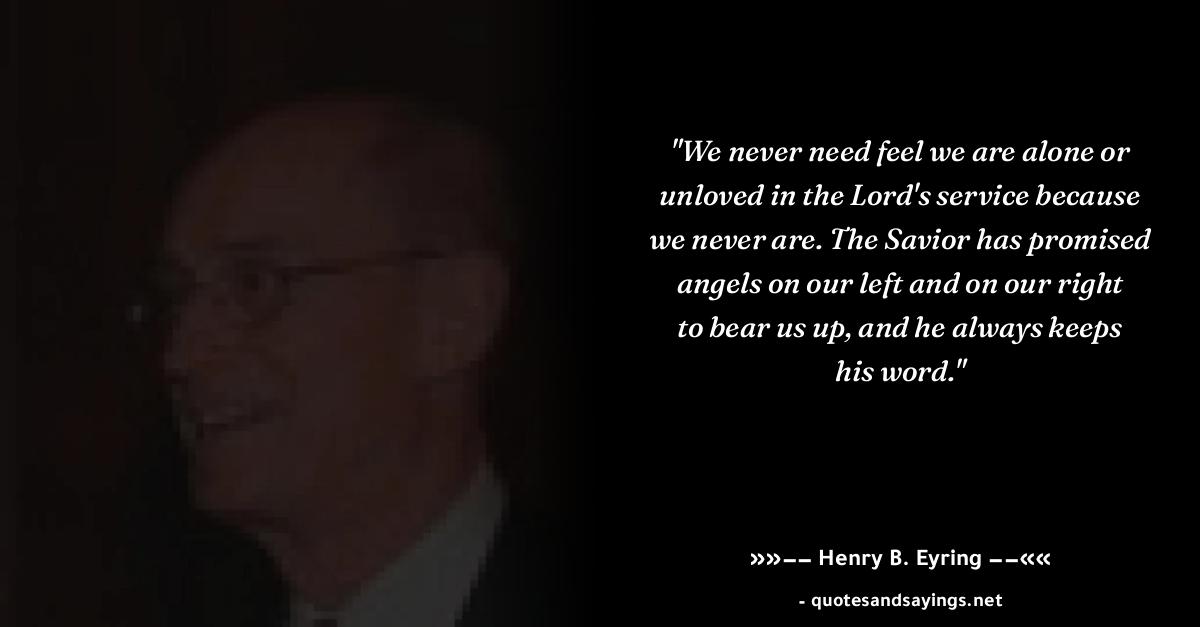 "We never need feel we are alone or
unloved in the Lord's service because
we never are. The Savior has promised
angels on our left and on our right
to bear us up, and he always keeps
his word."
»»−− Henry B. Eyring −−««
- quotesandsayings.net